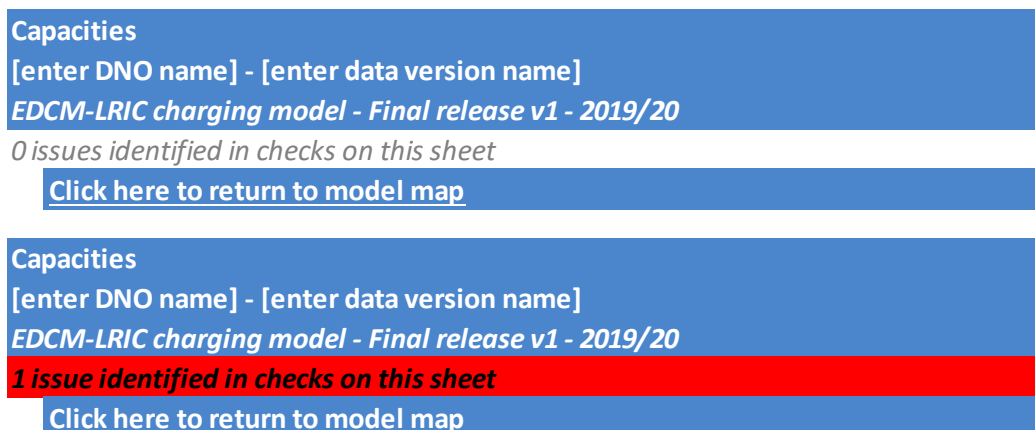 Capacities
[enter DNO name] - [enter data version name]
EDCM-LRIC charging model - Final release v1 - 2019/20
0 issues identified in checks on this sheet
Click here to return to model map
Capacities
[enter DNO name] - [enter data version name]
EDCM-LRIC charging model - Final release v1 - 2019/20
1 issue identified in checks on this sheet
Click here to return to model map